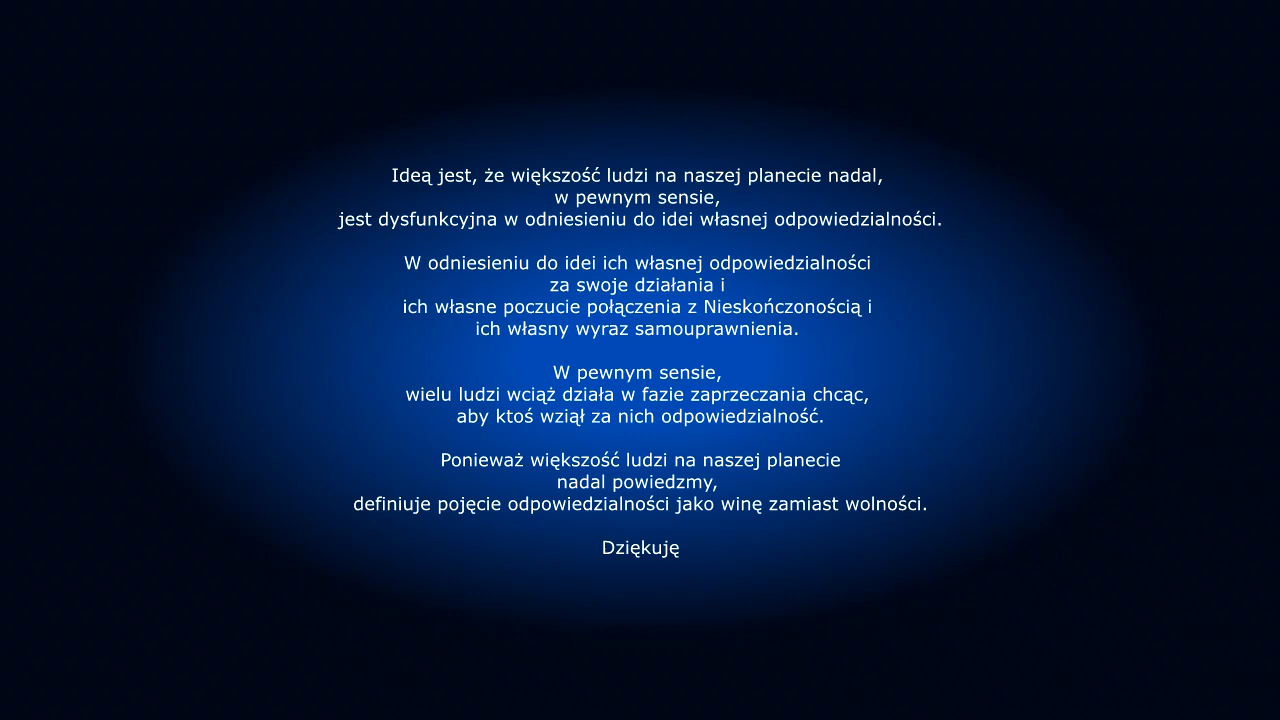 Ideą jest, że większość ludzi na naszej planecie nadal,
w pewnym sensie,
jest dysfunkcyjna w odniesieniu do idei własnej odpowiedzialności.
W odniesieniu do idei ich własnej odpowiedzialności
za swoje działania i
ich własne poczucie połączenia z Nieskończonością i
ich własny wyraz samouprawnienia.
W pewnym sensie,
wielu ludzi wciąż działa w fazie zaprzeczania chcąc,
aby ktoś wziął za nich odpowiedzialność.
Ponieważ większość ludzi na naszej planecie
nadal powiedzmy,
definiuje pojęcie odpowiedzialności jako winę zamiast wolności.
Dziękuję